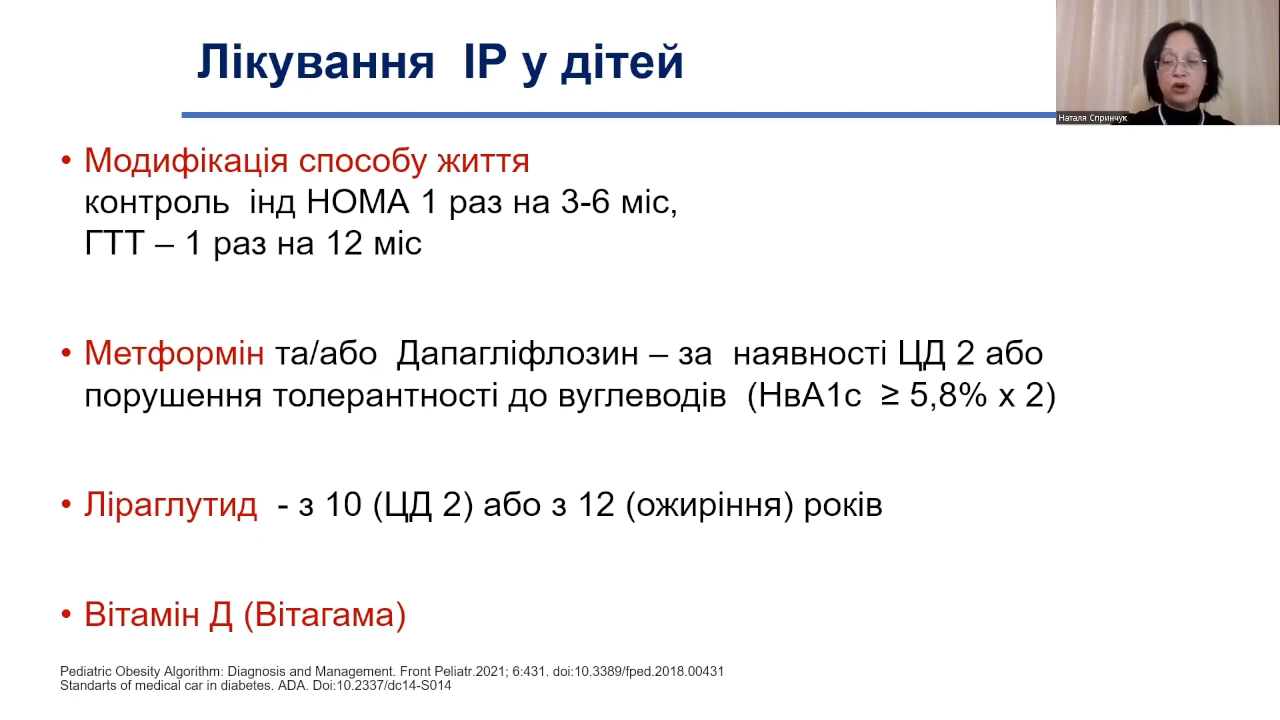 Лікування ІР у дітей
Наталя Спринчук
• Модифікація способу життя
контроль інд НОМА 1 раз на 3-6 міс,
ГТТ – 1 раз на 12 міс
• Метформін та/або Дапагліфлозин – за наявності ЦД 2 або
порушення толерантності до вуглеводів (НвА1с ≥ 5,8% х 2)
• Ліраглутид - з 10 (ЦД 2) або з 12 (ожиріння) років
• Вітамін Д (Вітагама)
Pediatric Obesity Algorithm: Diagnosis and Management. Front Peliatr.2021; 6:431. doi:10.3389/fped.2018.00431
Standarts of medical car in diabetes. ADA. Doi:10.2337/dc14-S014